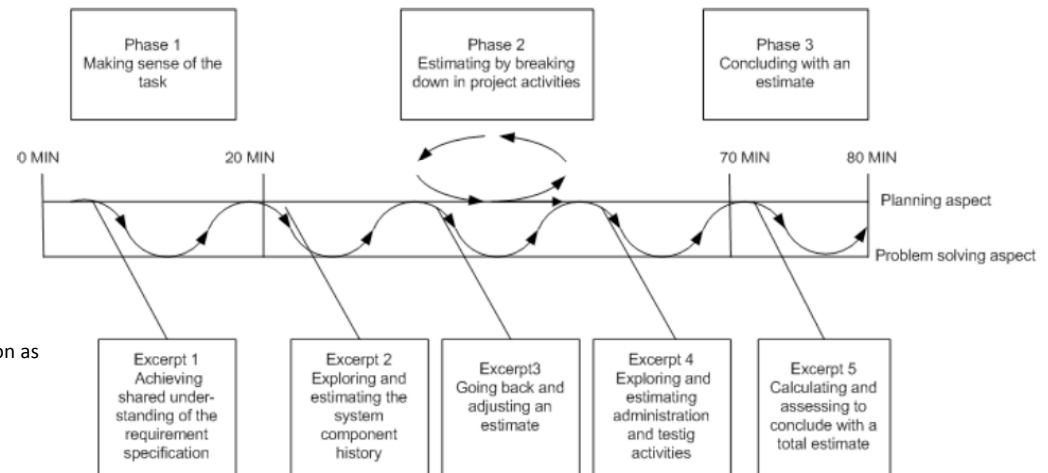 Phase 1
Making sense of the
task
Phase 2
Estimating by breaking
down in project activities
Phase 3
Concluding with an
estimate
0 MIN
20 MIN
70 MIN
80 MIN
Planning aspect
Problem solving aspect
on as
Excerpt 1
Achieving
shared under-
standing of the
requirement
specification
Excerpt 2
Exploring and
estimating the
system
component
history
Excerpt3
Going back and
adjusting an
estimate
Excerpt 4
Exploring and
estimating
administration
and testig
activities
Excerpt 5
Calculating and
assessing to
conclude with a
total estimate